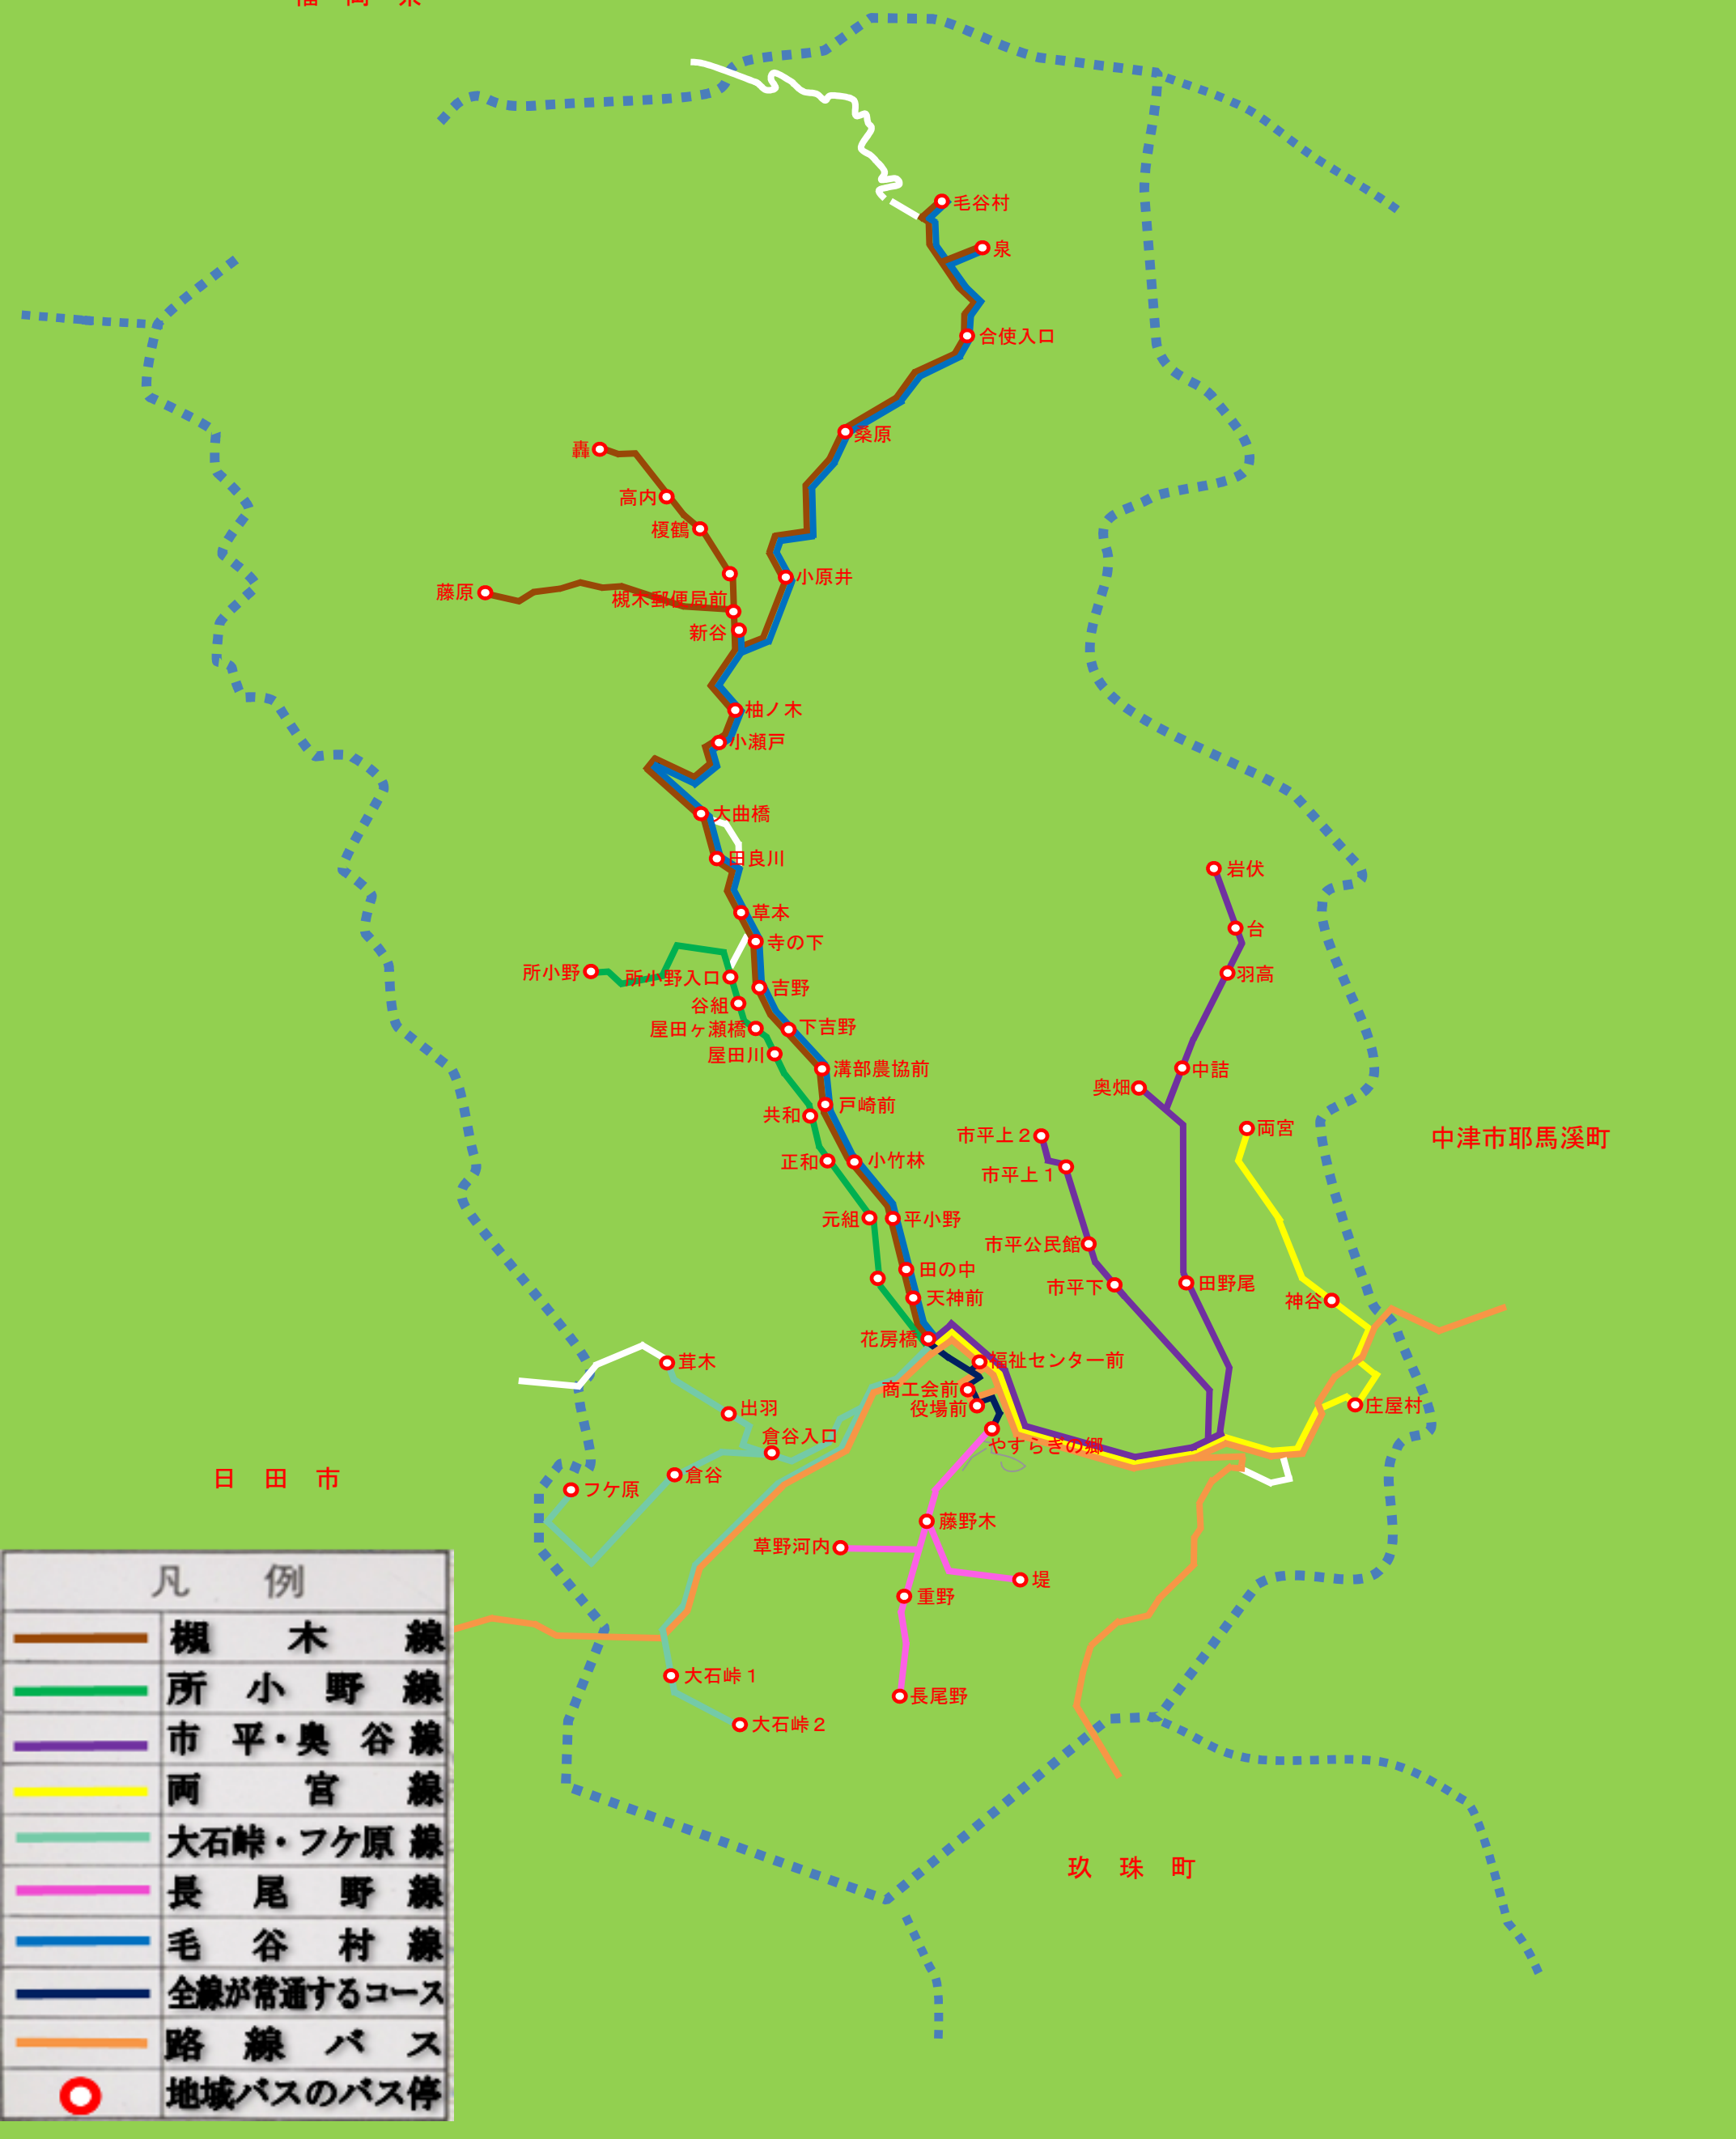 福岡県
毛谷村
泉
合使入口
桑原
轟
高内
榎鶴
小原井
藤原
槻木郵便局前
新谷
柚ノ木
小瀬戸
大曲橋
田良川
岩伏
草本
台
寺の下
所小野
所小野入口
羽高
吉野
谷組
屋田ヶ瀬橋
下吉野
屋田川
溝部農協前
中詰
奥畑
戸崎前
共和
両宮
市平上２
中津市耶馬溪町
正和
小竹林
市平上１
元組
平小野
市平公民館
田の中
市平下
田野尾
天神前
神谷
花房橋
茸木
福祉センター前
商工会前
出羽
役場前
庄屋村
倉谷入口
やすらぎの郷
日田市
倉谷
フケ原
藤野木
草野河内
堤
重野
大石峠１
長尾野
大石峠２
玖珠町
凡例
槻木線
所小野線
市平・奥谷線
両宮線
大石峠・フケ原線
長尾野線
毛谷村線
全線が常通するコース
路線バス
地域バスのバス停